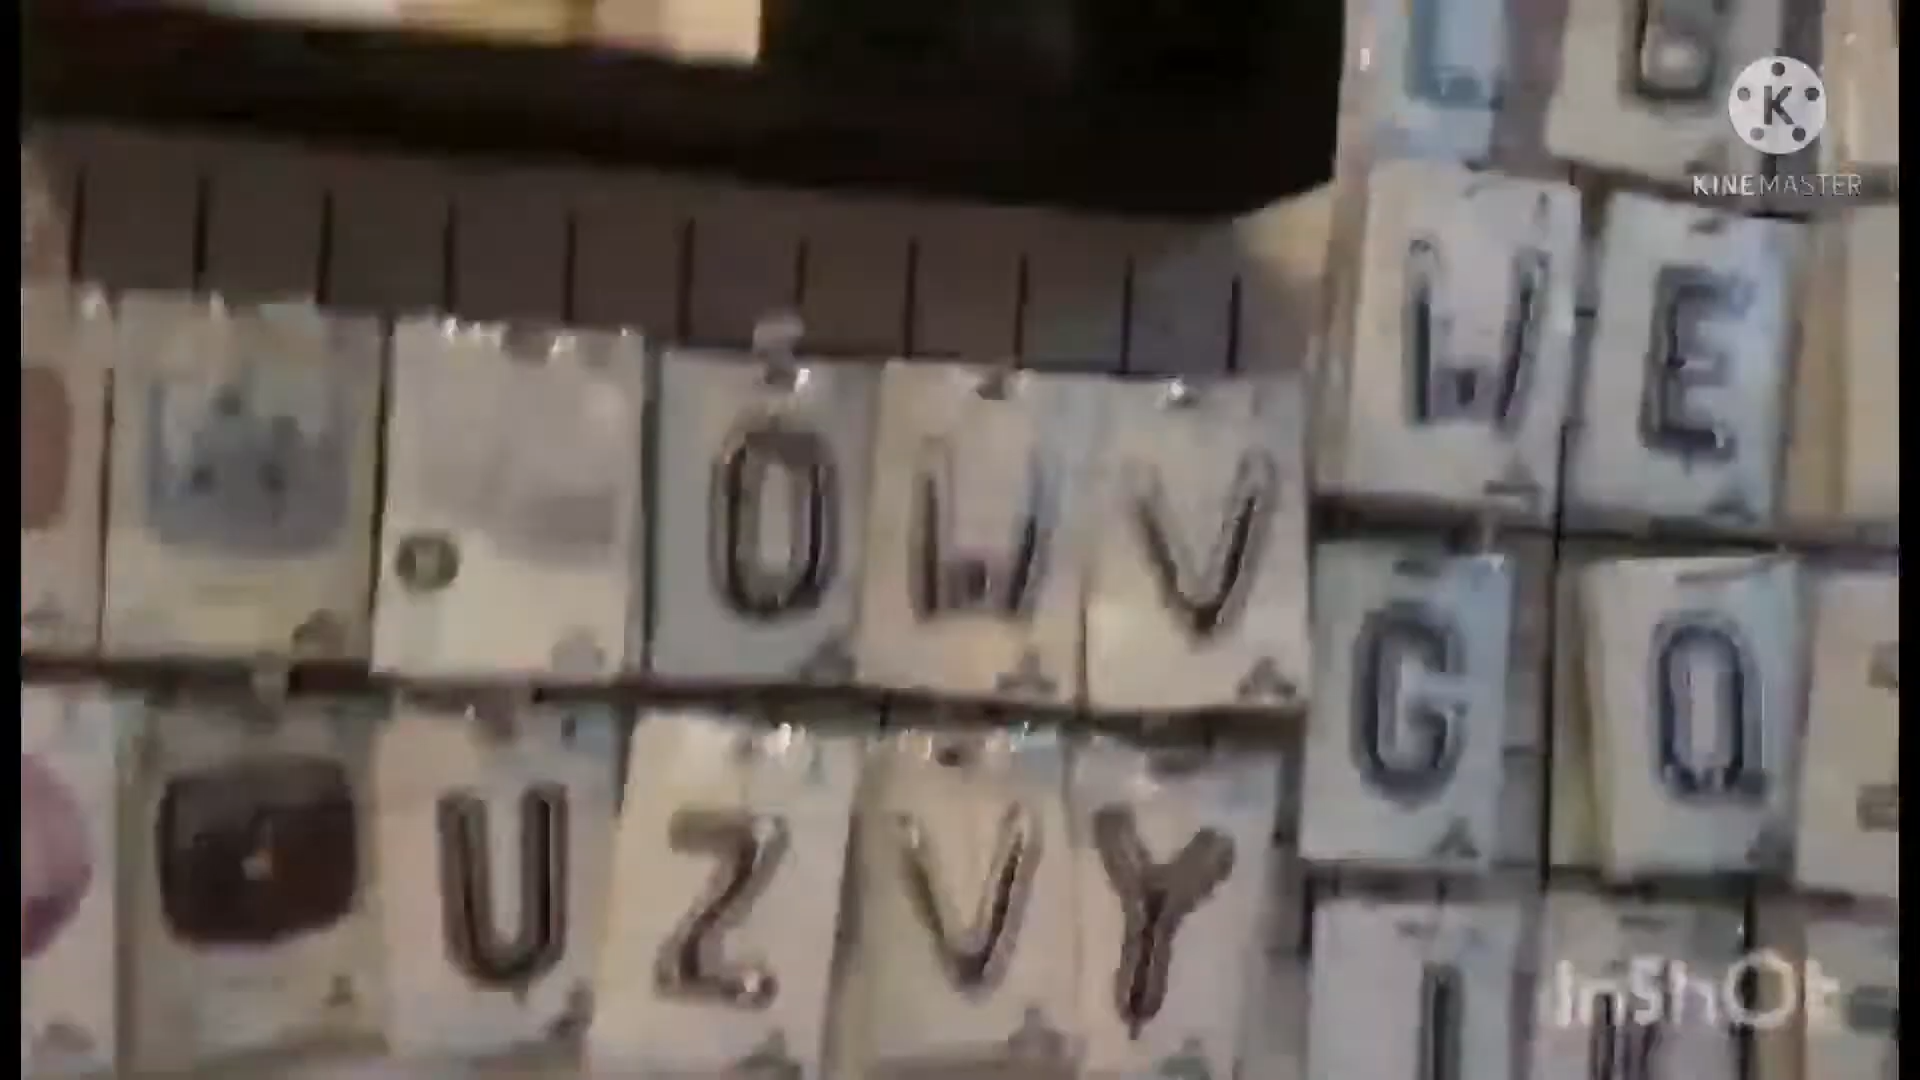 KINEMASTER
W E
O W V
G Q
U Z V Y
InShOt